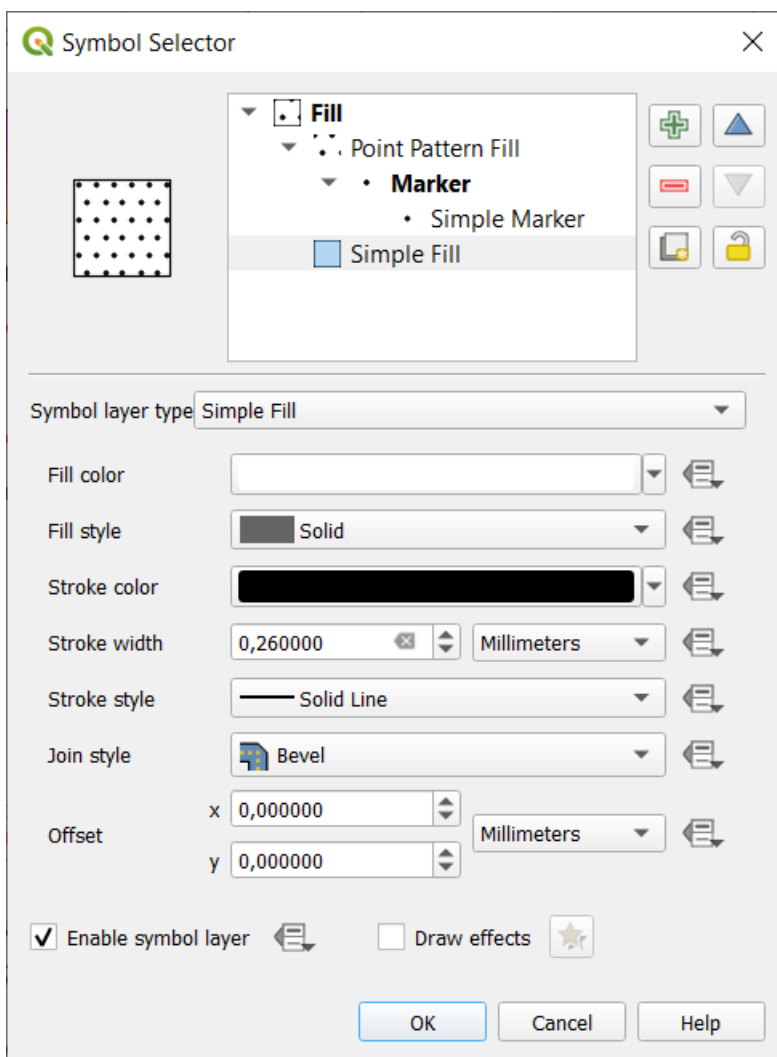 Symbol Selector
Fill
Point Pattern Fill
Marker
Simple Marker
Simple Fill
Symbol layer type Simple Fill
Fill color
Fill style Solid
Stroke color
Stroke width 0,260000 Millimeters
Stroke style Solid Line
Join style Bevel
x 0,000000
Offset Millimeters
y 0,000000
Enable symbol layer Draw effects
OK Cancel Help